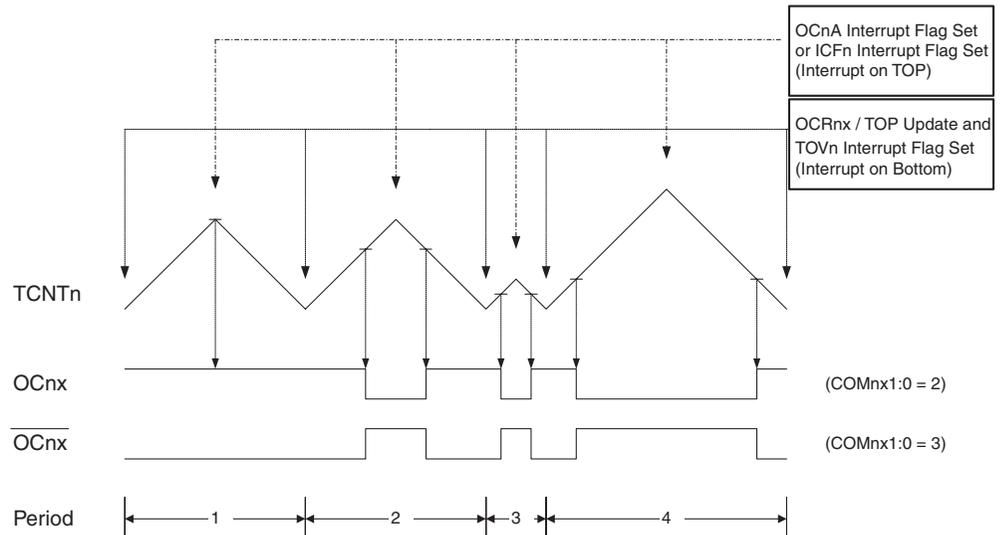 OCnA Interrupt Flag Set
or ICFn Interrupt Flag Set
(Interrupt on TOP)
OCRnx / TOP Update and
TOVn Interrupt Flag Set
(Interrupt on Bottom)
TCNTn
OCnx
(COMnx1:0 = 2)
OCnx
(COMnx1:0 = 3)
Period
1
2
3
4